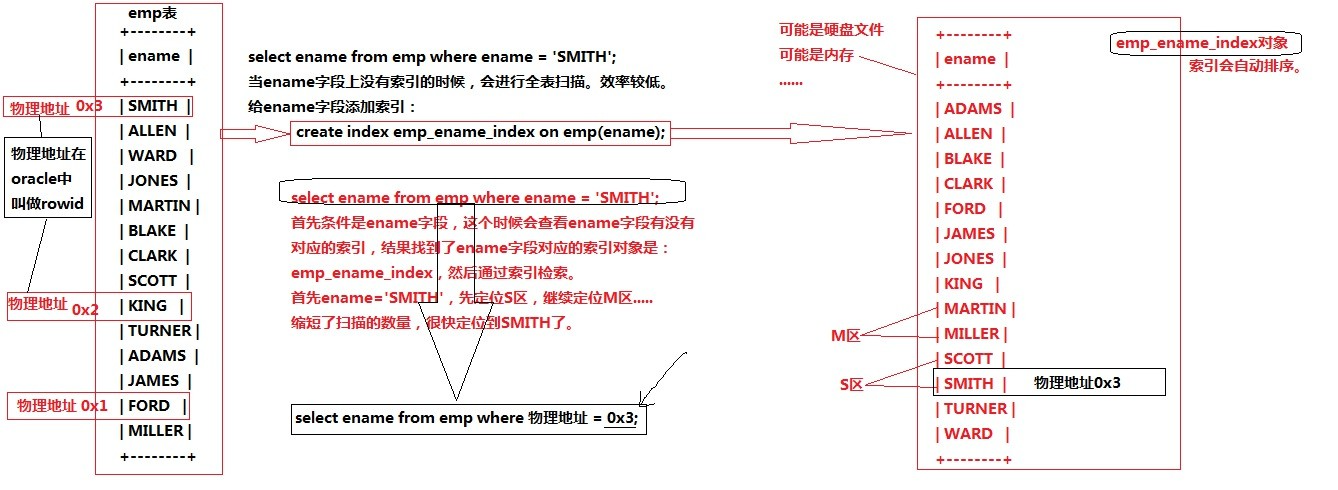 emp表
+--------+
| ename |
+--------+
| SMITH |
| ALLEN |
| WARD |
| JONES |
| MARTIN |
| BLAKE |
| CLARK |
| SCOTT |
| KING |
| TURNER |
| ADAMS |
| JAMES |
| FORD |
| MILLER |
+--------+
物理地址 0x3
物理地址在
oracle中
叫做rowid
物理地址 0x2
物理地址 0x1
select ename from emp where ename = 'SMITH';
当ename字段上没有索引的时候，会进行全表扫描。效率较低。
给ename字段添加索引：
create index emp_ename_index on emp(ename);
select ename from emp where ename = 'SMITH';
首先条件是ename字段，这个时候会查看ename字段有没有
对应的索引，结果找到了ename字段对应的索引对象是：
emp_ename_index，然后通过索引检索。
首先ename='SMITH'，先定位S区，继续定位M区.....
缩短了扫描的数量，很快定位到SMITH了。
select ename from emp where 物理地址 = 0x3;
可能是硬盘文件
可能是内存
......
+--------+
| ename |
+--------+
| ADAMS |
| ALLEN |
| BLAKE |
| CLARK |
| FORD |
| JAMES |
| JONES |
| KING |
| MARTIN |
| MILLER |
| SCOTT |
| SMITH | 物理地址0x3
| TURNER |
| WARD |
+--------+
M区
S区
emp_ename_index对象
索引会自动排序。